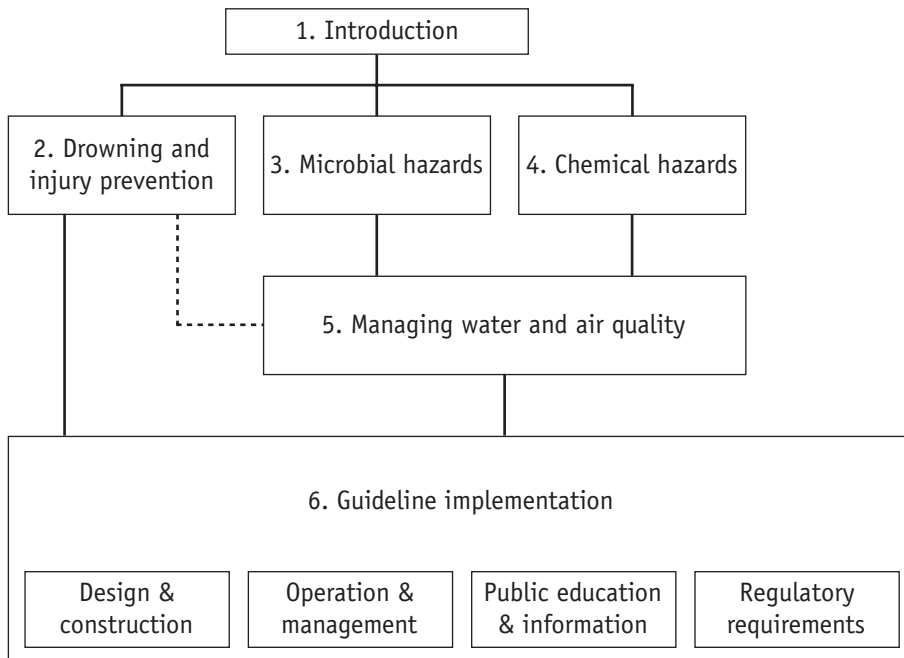 1. Introduction
2. Drowning and
injury prevention
3. Microbial hazards
4. Chemical hazards
5. Managing water and air quality
6. Guideline implementation
Design &
construction
Operation &
management
Public education
& information
Regulatory
requirements